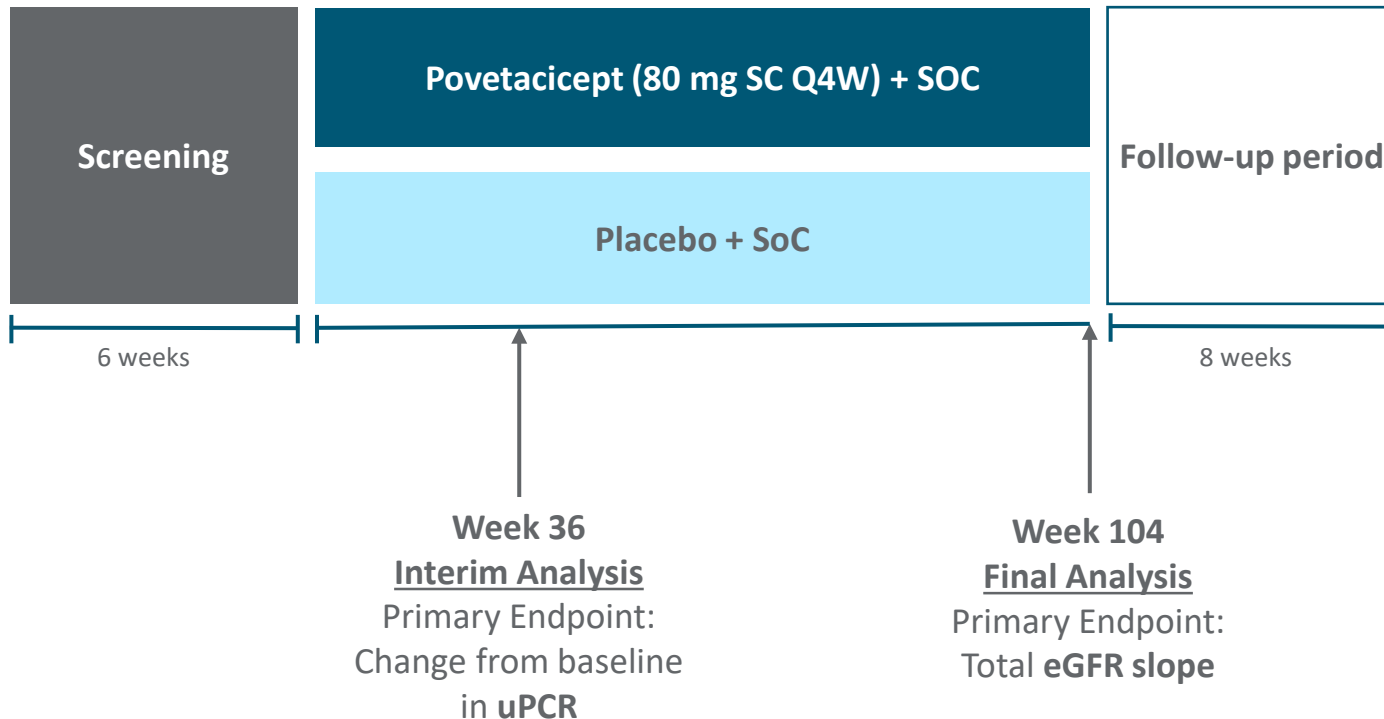 Screening
Povetacicept (80 mg SC Q4W) + SOC
Placebo + SoC
Follow-up period
6 weeks
8 weeks
Week 36
Interim Analysis
Primary Endpoint:
Change from baseline
in uPCR
Week 104
Final Analysis
Primary Endpoint:
Total eGFR slope